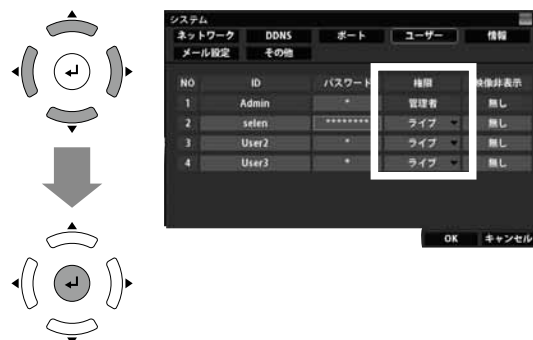 システム
ネットワーク DDNS ポート ユーザー 情報
メール設定 その他
NO ID パスワード 権限 映像非表示
1 Admin * 管理者 無し
2 selen ******** ライブ 無し
3 User2 * ライブ 無し
4 User3 * ライブ 無し
OK キャンセル